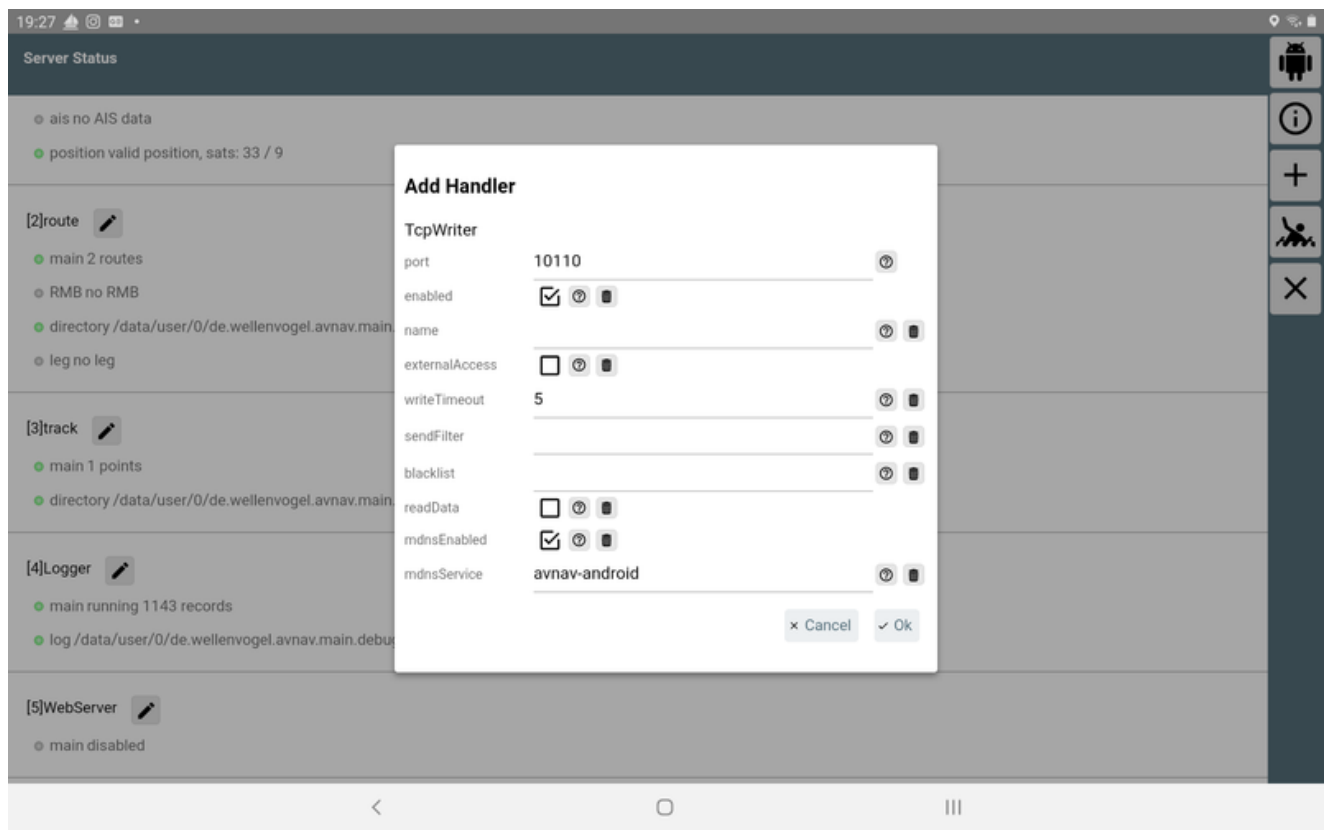 19:27
Server Status
ais no AIS data
position valid position, sats: 33 / 9
[2]route
main 2 routes
RMB no RMB
directory /data/user/0/de.wellenvogel.avnav.main.
leg no leg
[3]track
main 1 points
directory /data/user/0/de.wellenvogel.avnav.main.
[4]Logger
main running 1143 records
log /data/user/0/de.wellenvogel.avnav.main.debug
[5]WebServer
main disabled
Add Handler
TcpWriter
port 10110
enabled
name
externalAccess
writeTimeout 5
sendFilter
blacklist
readData
mdnsEnabled
mdnsService avnav-android
× Cancel ✓ Ok